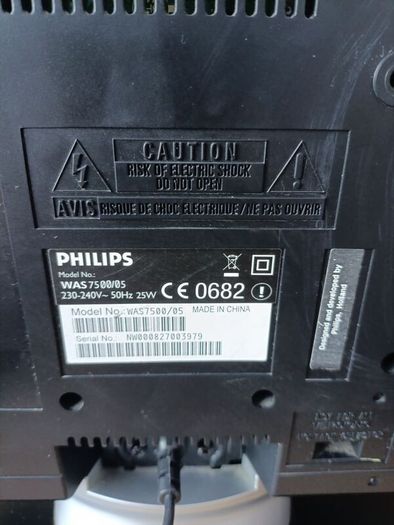 CAUTION
RISK OF ELECTRIC SHOCK
DO NOT OPEN
AVIS RISQUE DE CHOC ELECTRIQUE/NE PAS OUVRIR
PHILIPS
Model No.:
WAS7500/05
230-240V~ 50Hz 25W CE 0682
Model No.:WAS7500/05 MADE IN CHINA
Serial No.: NW000827003979
Designed and developed by
Philips, Holland